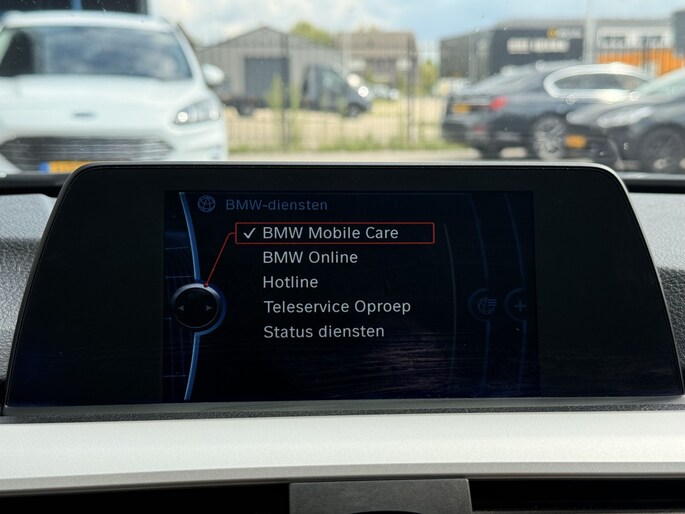 BMW-diensten
BMW Mobile Care
BMW Online
Hotline
Teleservice Oproep
Status diensten